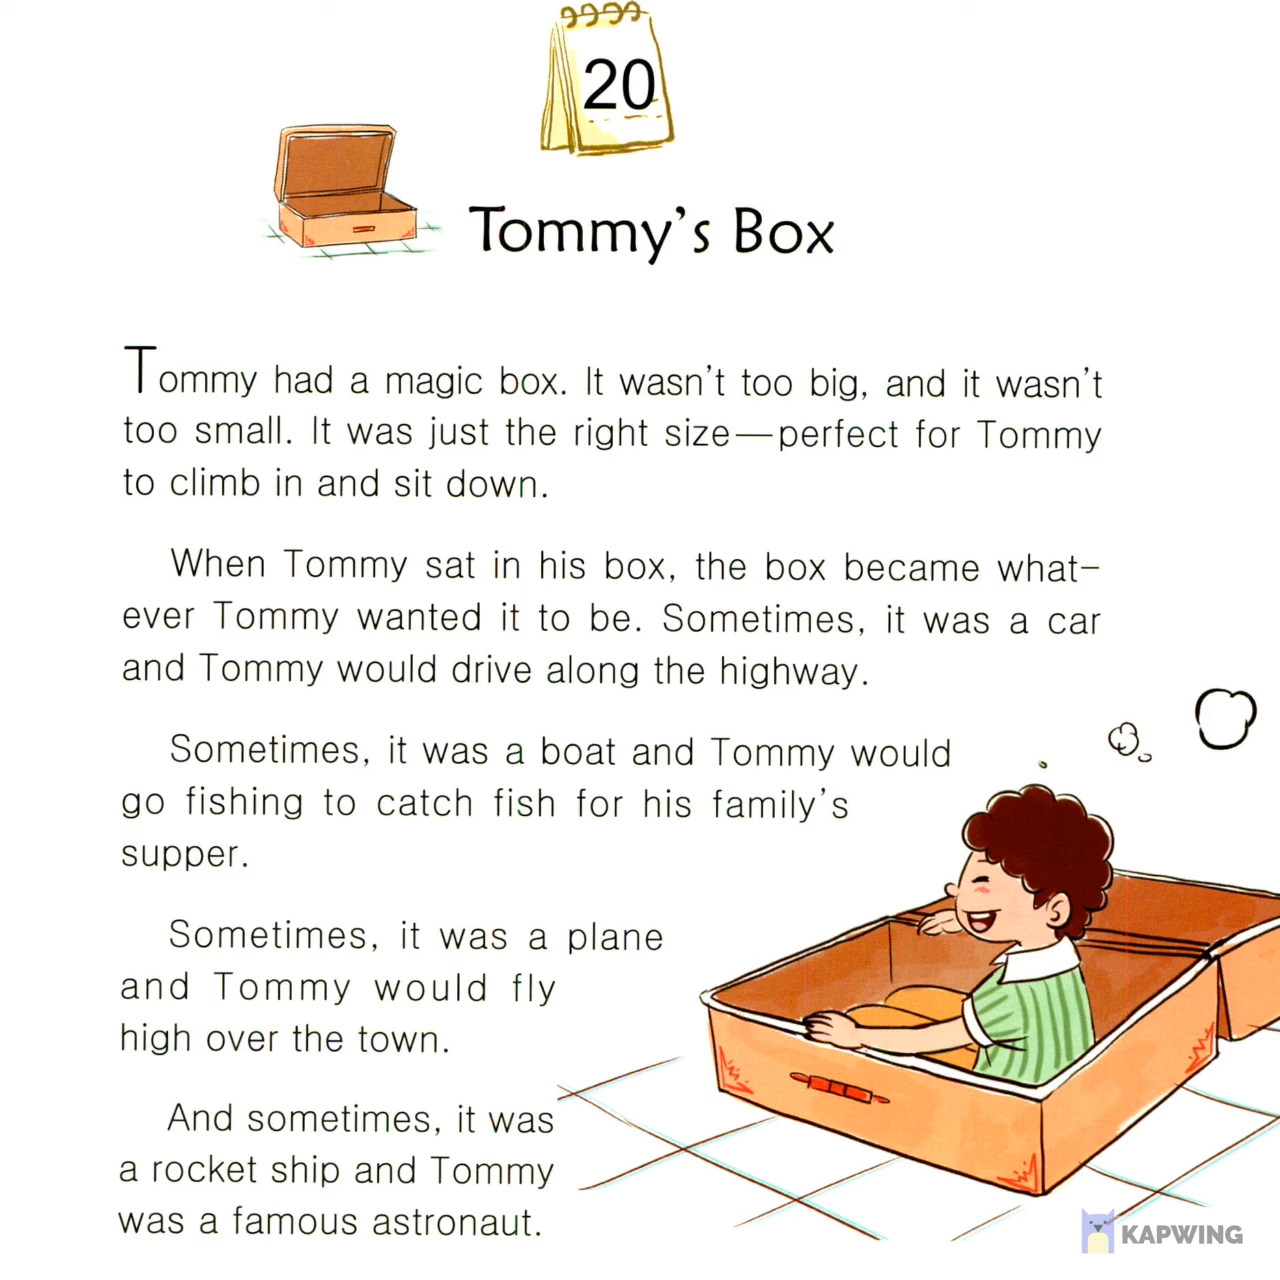 20
Tommy's Box
Tommy had a magic box. It wasn't too big, and it wasn't
too small. It was just the right size—perfect for Tommy
to climb in and sit down.
When Tommy sat in his box, the box became what-
ever Tommy wanted it to be. Sometimes, it was a car
and Tommy would drive along the highway.
Sometimes, it was a boat and Tommy would
go fishing to catch fish for his family's
supper.
Sometimes, it was a plane
and Tommy would fly
high over the town.
And sometimes, it was
a rocket ship and Tommy
was a famous astronaut.
KAPWING